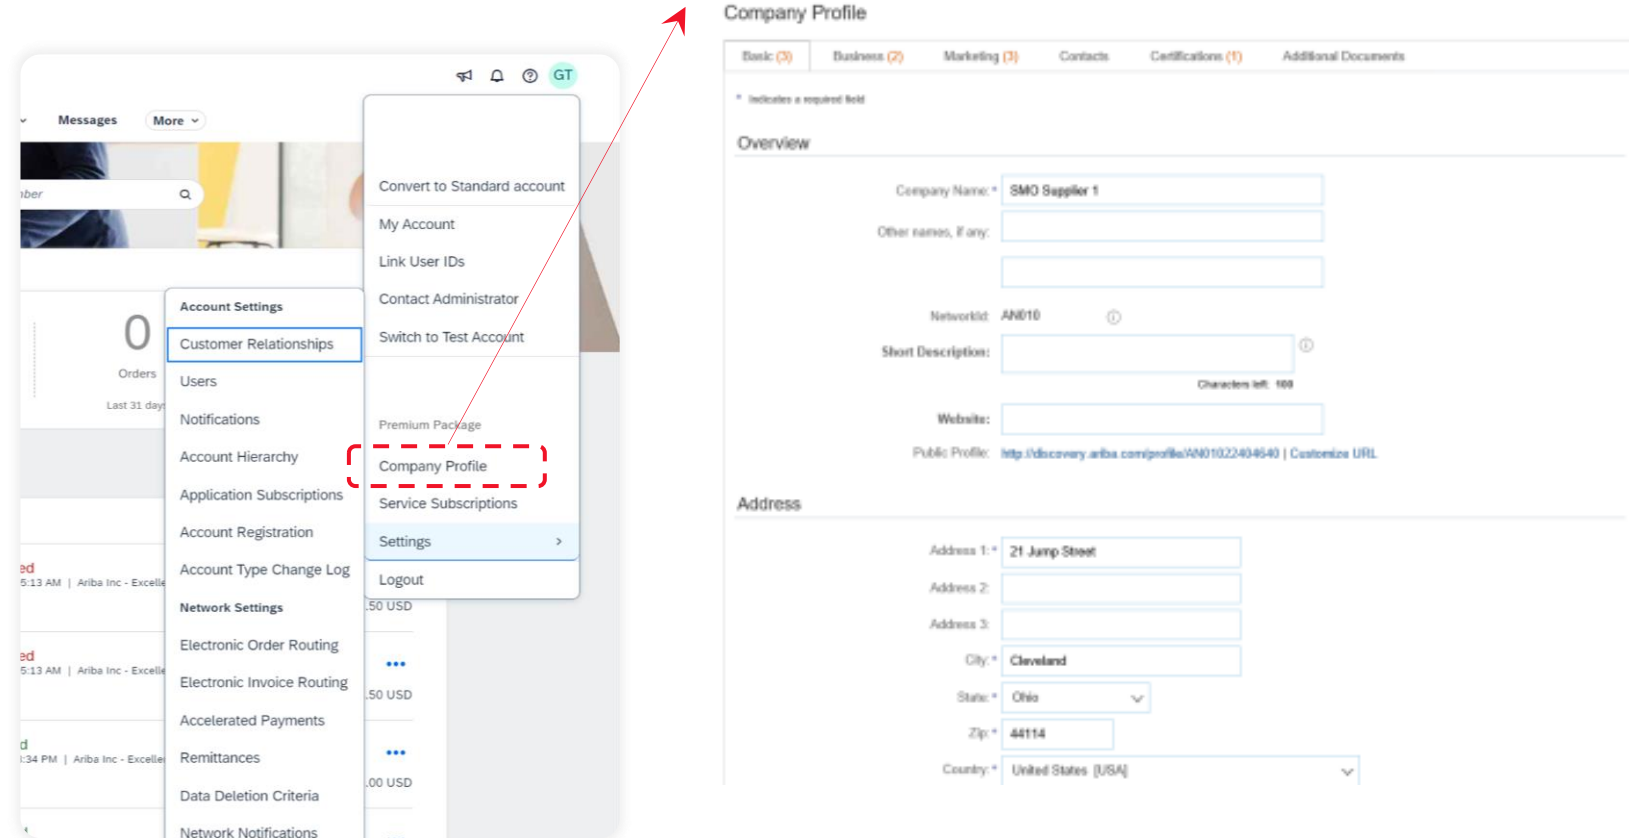 GT
Messages
More
nber
Convert to Standard account
My Account
Link User IDs
Contact Administrator
Switch to Test Account
Premium Package
Company Profile
Service Subscriptions
Settings
Logout
Account Settings
Customer Relationships
Users
Notifications
Account Hierarchy
Application Subscriptions
Account Registration
Account Type Change Log
Network Settings
Electronic Order Routing
Electronic Invoice Routing
Accelerated Payments
Remittances
Data Deletion Criteria
Network Notifications
0
Orders
Last 31 day
ed
5:13 AM | Ariba Inc - Excelle
.50 USD
ed
5:13 AM | Ariba Inc - Excelle
.50 USD
d
:34 PM | Ariba Inc - Excelle
.00 USD
Company Profile
Basic (3) Business (2) Marketing (3) Contacts Certifications (1) Additional Documents
* Indicates a required field
Overview
Company Name: * SMO Supplier 1
Other names, if any:
NetworkId: AN010
Short Description:
Characters left: 100
Website:
Public Profile: http://discovery.ariba.com/profile/AN01022404640 | Customize URL
Address
Address 1: * 21 Jump Street
Address 2:
Address 3:
City: * Cleveland
State: * Ohio
Zip: * 44114
Country: * United States [USA]